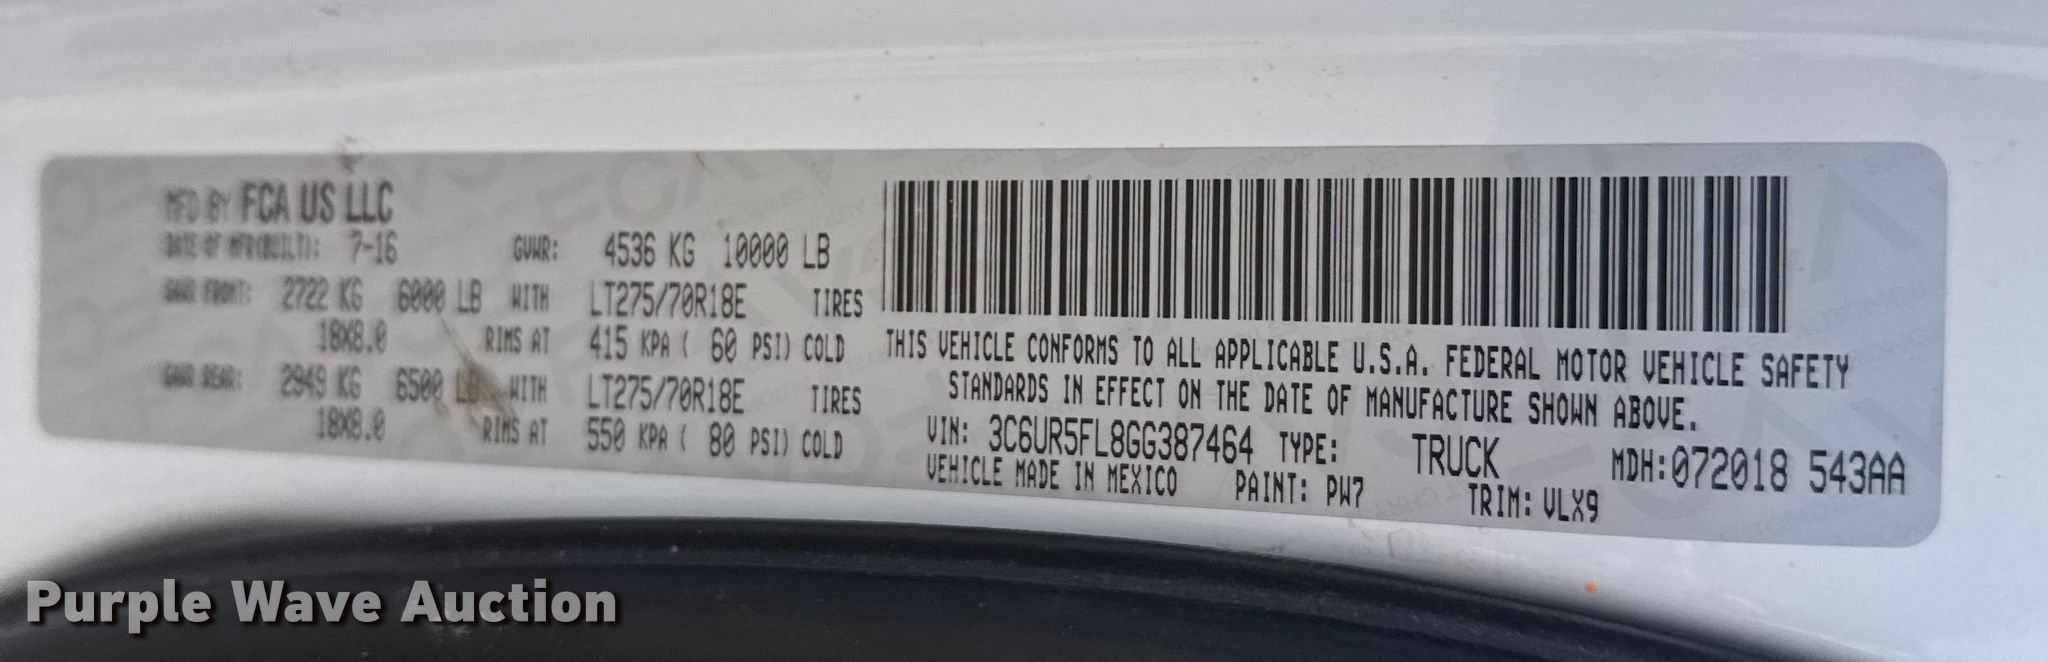 MFD BY FCA US LLC
DATE OF MFR(BUILT): 7-16 GVWR: 4536 KG 10000 LB
GAWR FRONT: 2722 KG 6000 LB WITH LT275/70R18E TIRES
18X8.0 RIMS AT 415 KPA ( 60 PSI) COLD
GAWR REAR: 2949 KG 6500 LB WITH LT275/70R18E TIRES
18X8.0 RIMS AT 550 KPA ( 80 PSI) COLD
THIS VEHICLE CONFORMS TO ALL APPLICABLE U.S.A. FEDERAL MOTOR VEHICLE SAFETY
STANDARDS IN EFFECT ON THE DATE OF MANUFACTURE SHOWN ABOVE.
VIN: 3C6UR5FL8GG387464 TYPE: TRUCK MDH:072018 543AA
VEHICLE MADE IN MEXICO PAINT: PW7 TRIM: VLX9
Purple Wave Auction